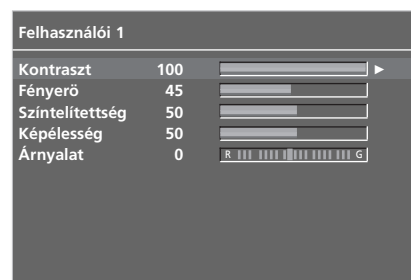 Felhasználói 1
Kontraszt 100
Fényerö 45
Színtelítettség 50
Képélesség 50
Árnyalat 0 R G